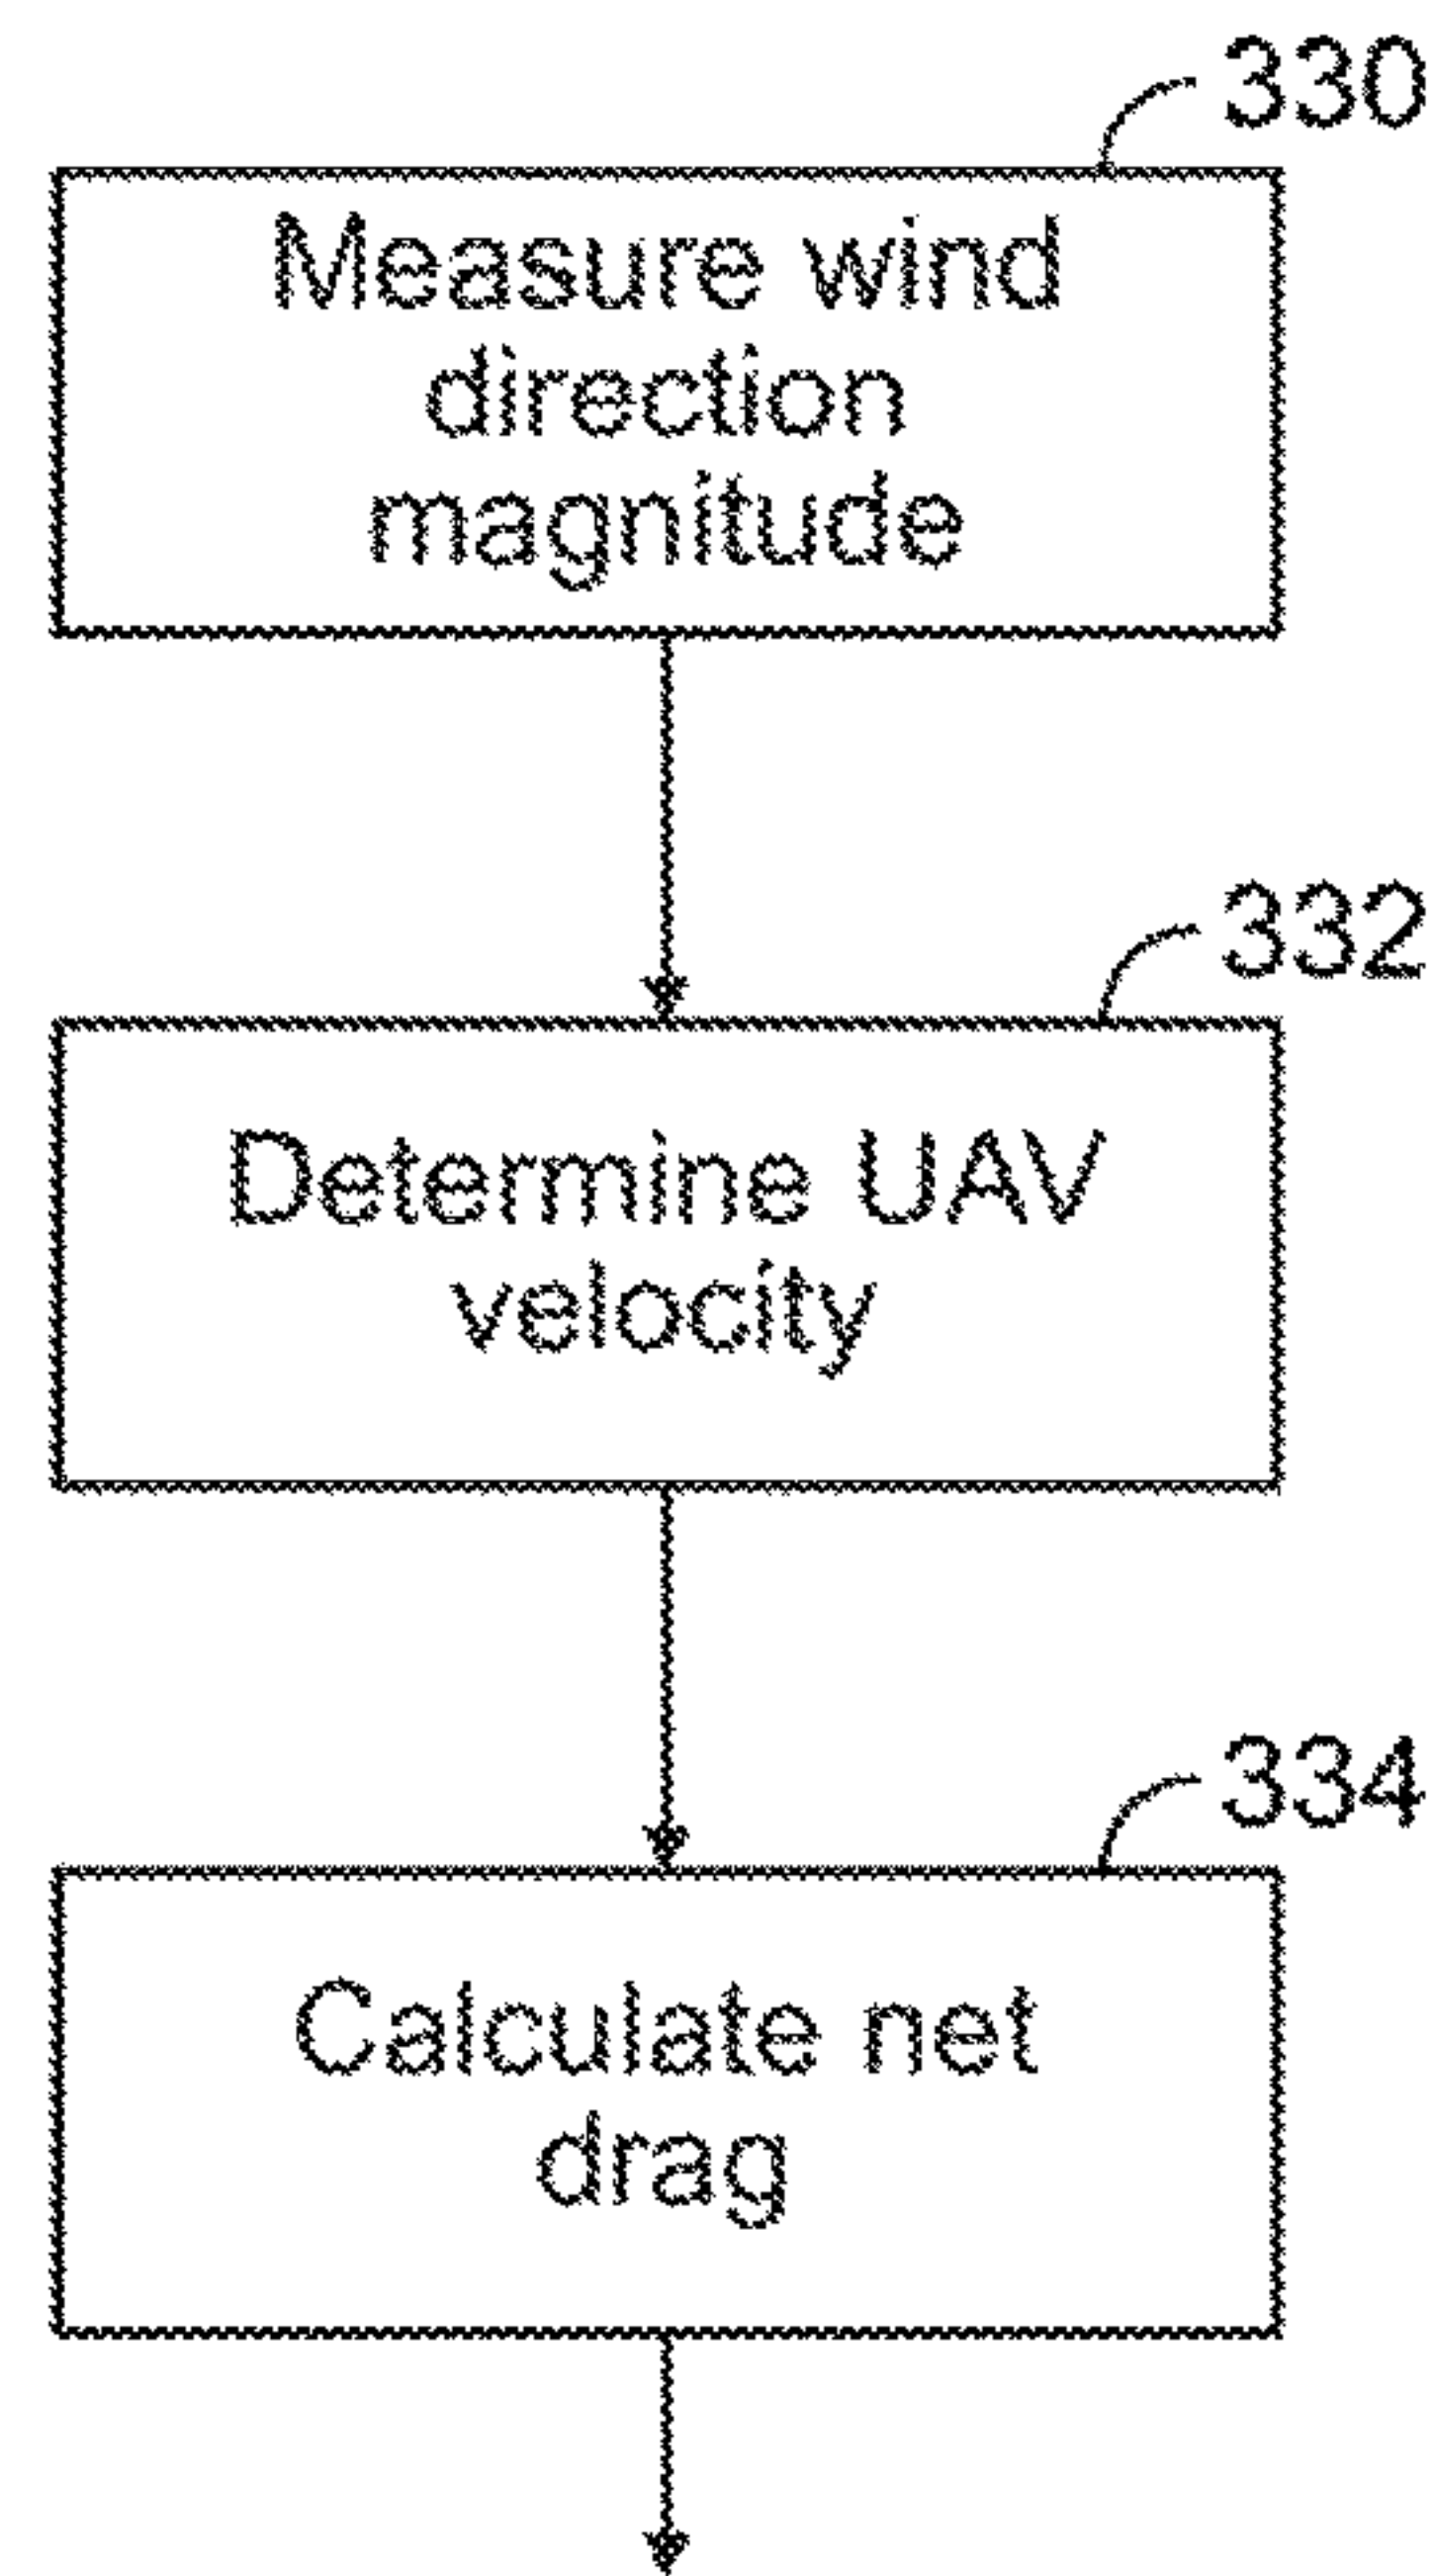 330
Measure wind
direction
magnitude
332
Determine UAV
velocity
334
Calculate net
drag